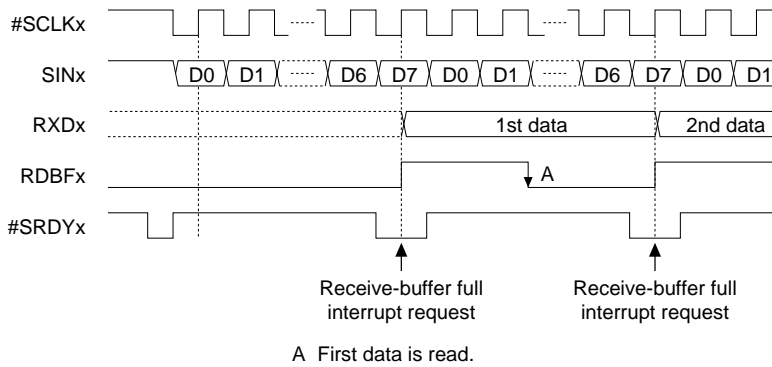 #SCLKx
SINx D0 D1 D6 D7 D0 D1 D6 D7 D0 D1
RXDx 1st data 2nd data
RDBFx A
#SRDYx
Receive-buffer full Receive-buffer full
interrupt request interrupt request
A First data is read.